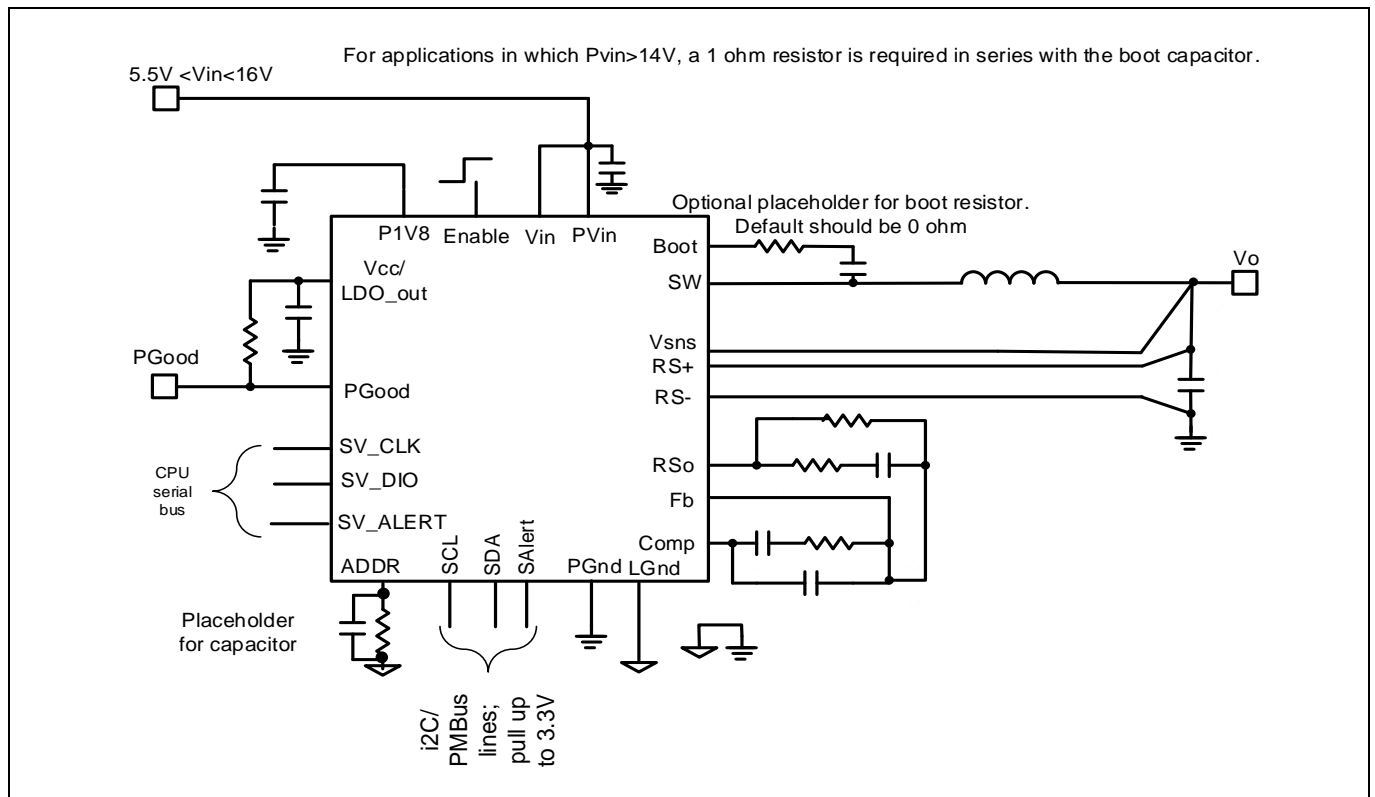 For applications in which Pvin>14V, a 1 ohm resistor is required in series with the boot capacitor.
5.5V <Vin<16V
Optional placeholder for boot resistor.
Default should be 0 ohm
P1V8
Enable
Vin
PVin
Boot
SW
Vo
Vcc/
LDO_out
Vsns
RS+
RS-
PGood
PGood
SV_CLK
SV_DIO
SV_ALERT
CPU
serial
bus
RSo
Fb
Comp
ADDR
SCL
SDA
SAlert
PGnd
LGnd
Placeholder
for capacitor
i2C/
PMBus
lines;
pull up
to 3.3V